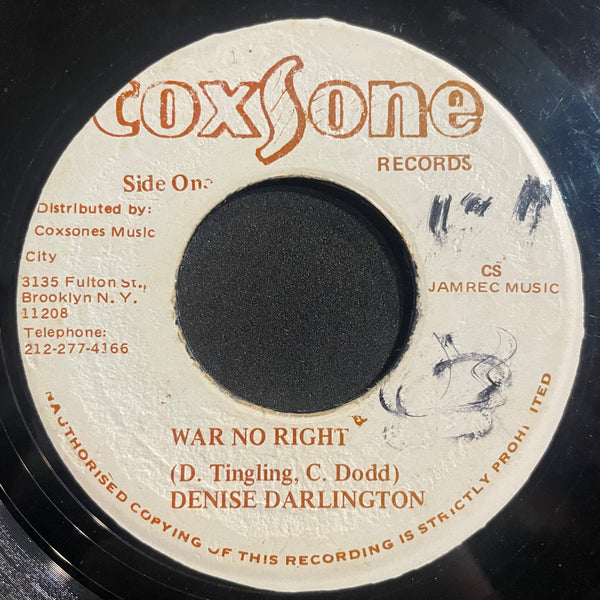 coxsone
RECORDS
Side One
Distributed by:
Coxsones Music
City
3135 Fulton St.,
Brooklyn N. Y.
11208
Telephone:
212-277-4166
CS
JAMREC MUSIC
WAR NO RIGHT
(D. Tingling, C. Dodd)
DENISE DARLINGTON
UNAUTHORISED COPYING OF THIS RECORDING IS STRICTLY PROHIBITED